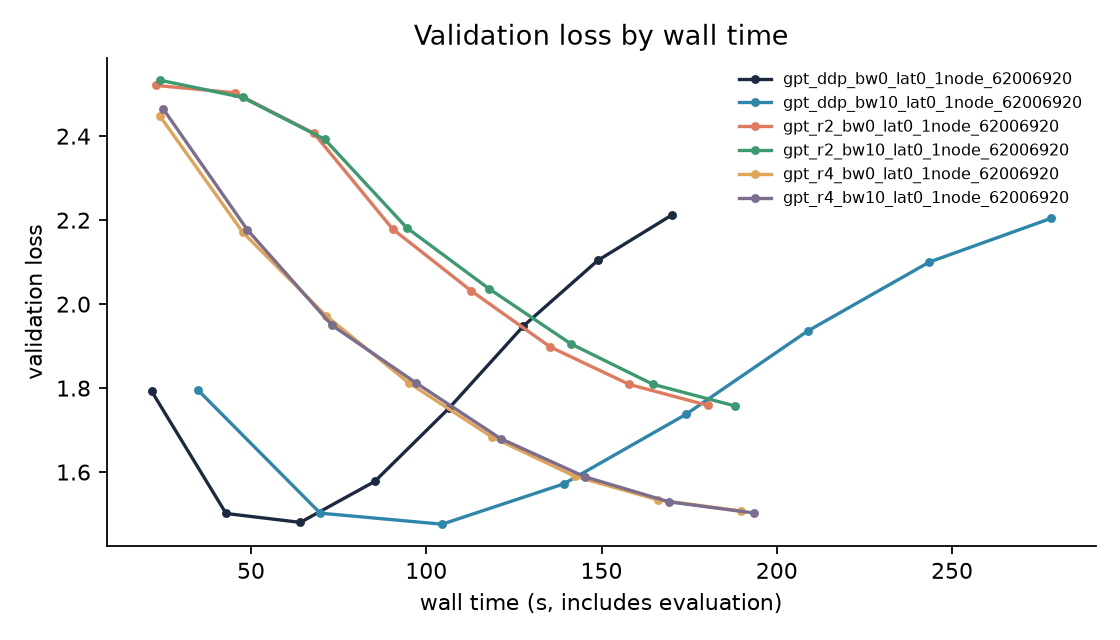 Validation loss by wall time
gpt_ddp_bw0_lat0_1node_62006920
gpt_ddp_bw10_lat0_1node_62006920
gpt_r2_bw0_lat0_1node_62006920
gpt_r2_bw10_lat0_1node_62006920
gpt_r4_bw0_lat0_1node_62006920
gpt_r4_bw10_lat0_1node_62006920
validation loss
2.4
2.2
2.0
1.8
1.6
50 100 150 200 250
wall time (s, includes evaluation)